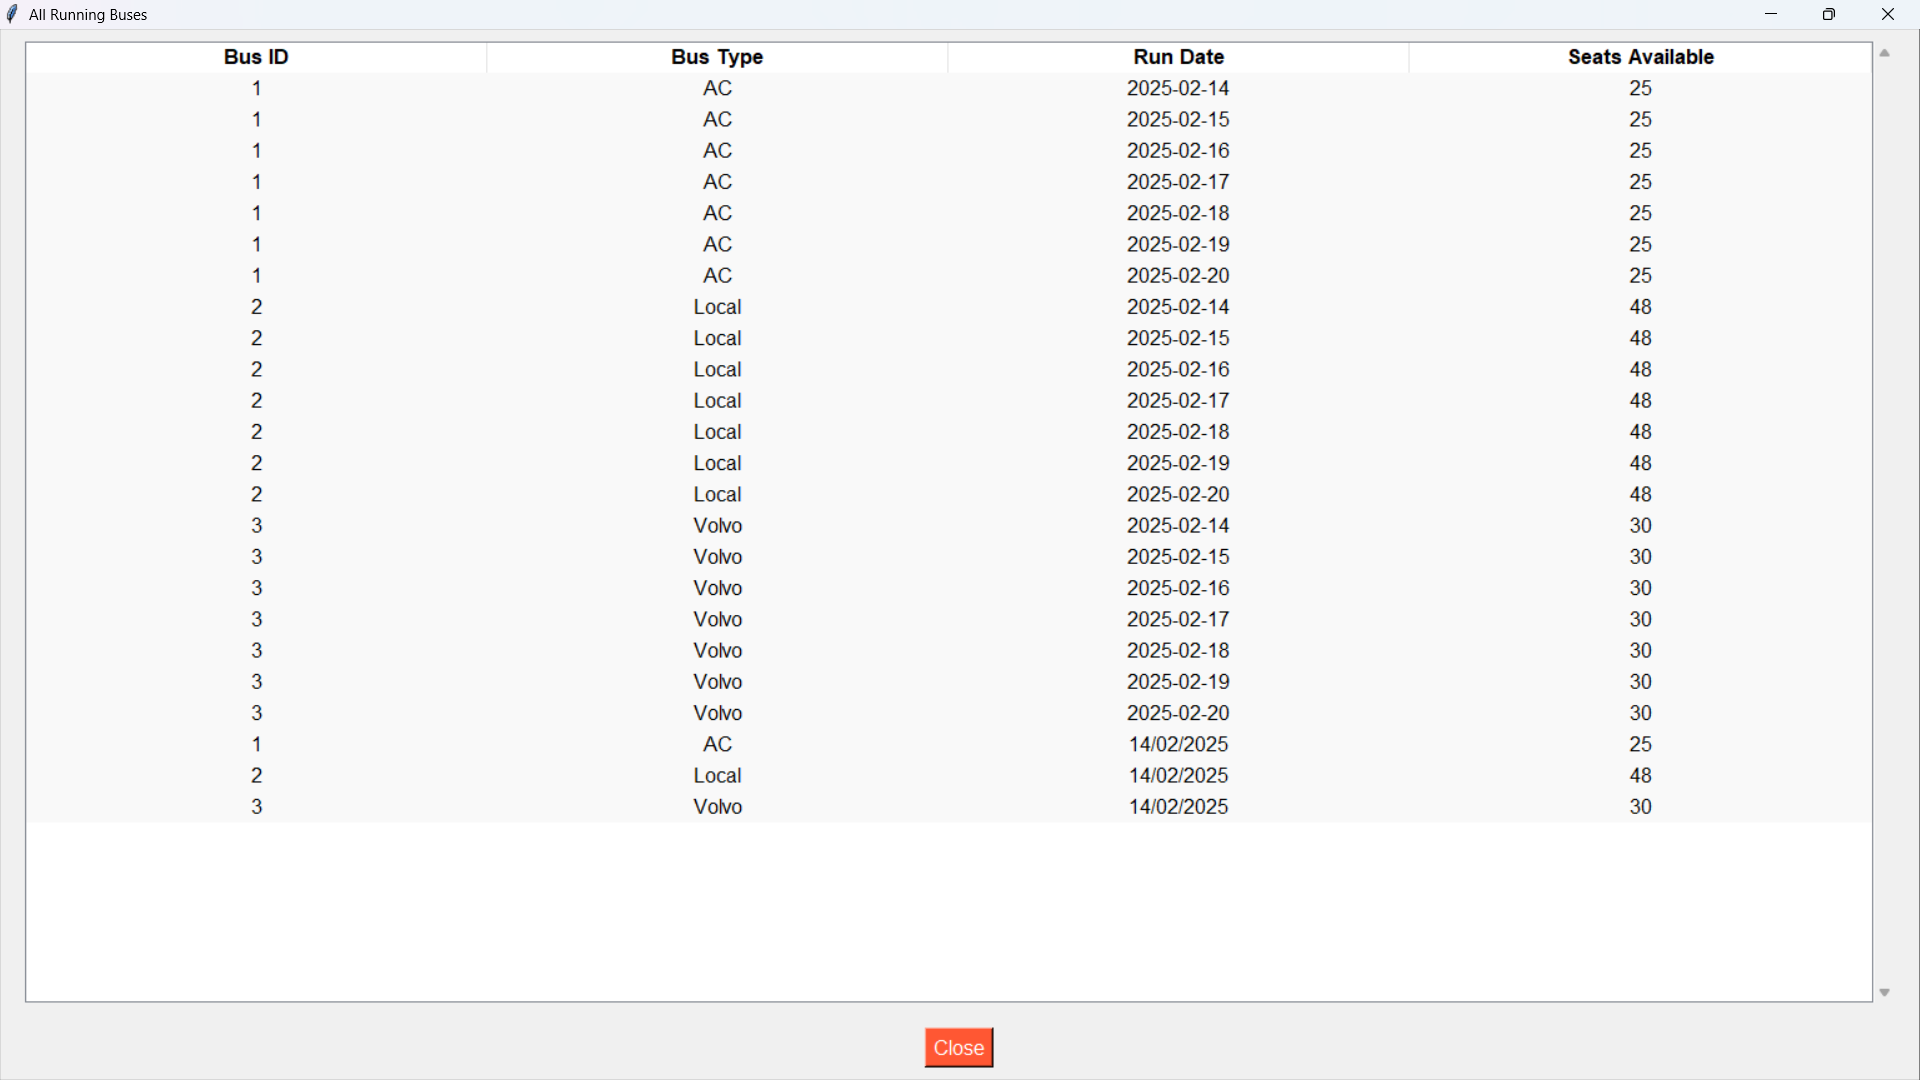 All Running Buses
Bus ID Bus Type Run Date Seats Available
1 AC 2025-02-14 25
1 AC 2025-02-15 25
1 AC 2025-02-16 25
1 AC 2025-02-17 25
1 AC 2025-02-18 25
1 AC 2025-02-19 25
1 AC 2025-02-20 25
2 Local 2025-02-14 48
2 Local 2025-02-15 48
2 Local 2025-02-16 48
2 Local 2025-02-17 48
2 Local 2025-02-18 48
2 Local 2025-02-19 48
2 Local 2025-02-20 48
3 Volvo 2025-02-14 30
3 Volvo 2025-02-15 30
3 Volvo 2025-02-16 30
3 Volvo 2025-02-17 30
3 Volvo 2025-02-18 30
3 Volvo 2025-02-19 30
3 Volvo 2025-02-20 30
1 AC 14/02/2025 25
2 Local 14/02/2025 48
3 Volvo 14/02/2025 30
Close